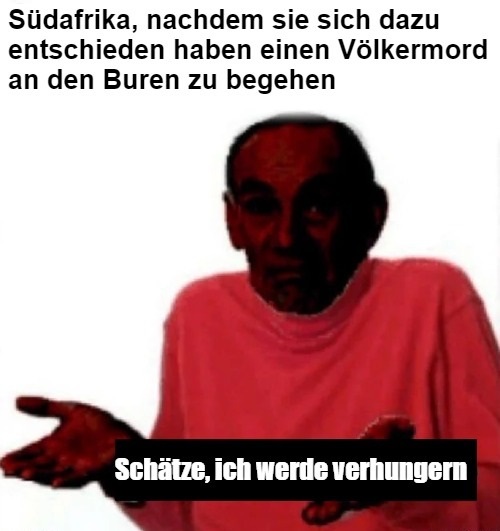 Südafrika, nachdem sie sich dazu
entschieden haben einen Völkermord
an den Buren zu begehen
Schätze, ich werde verhungern